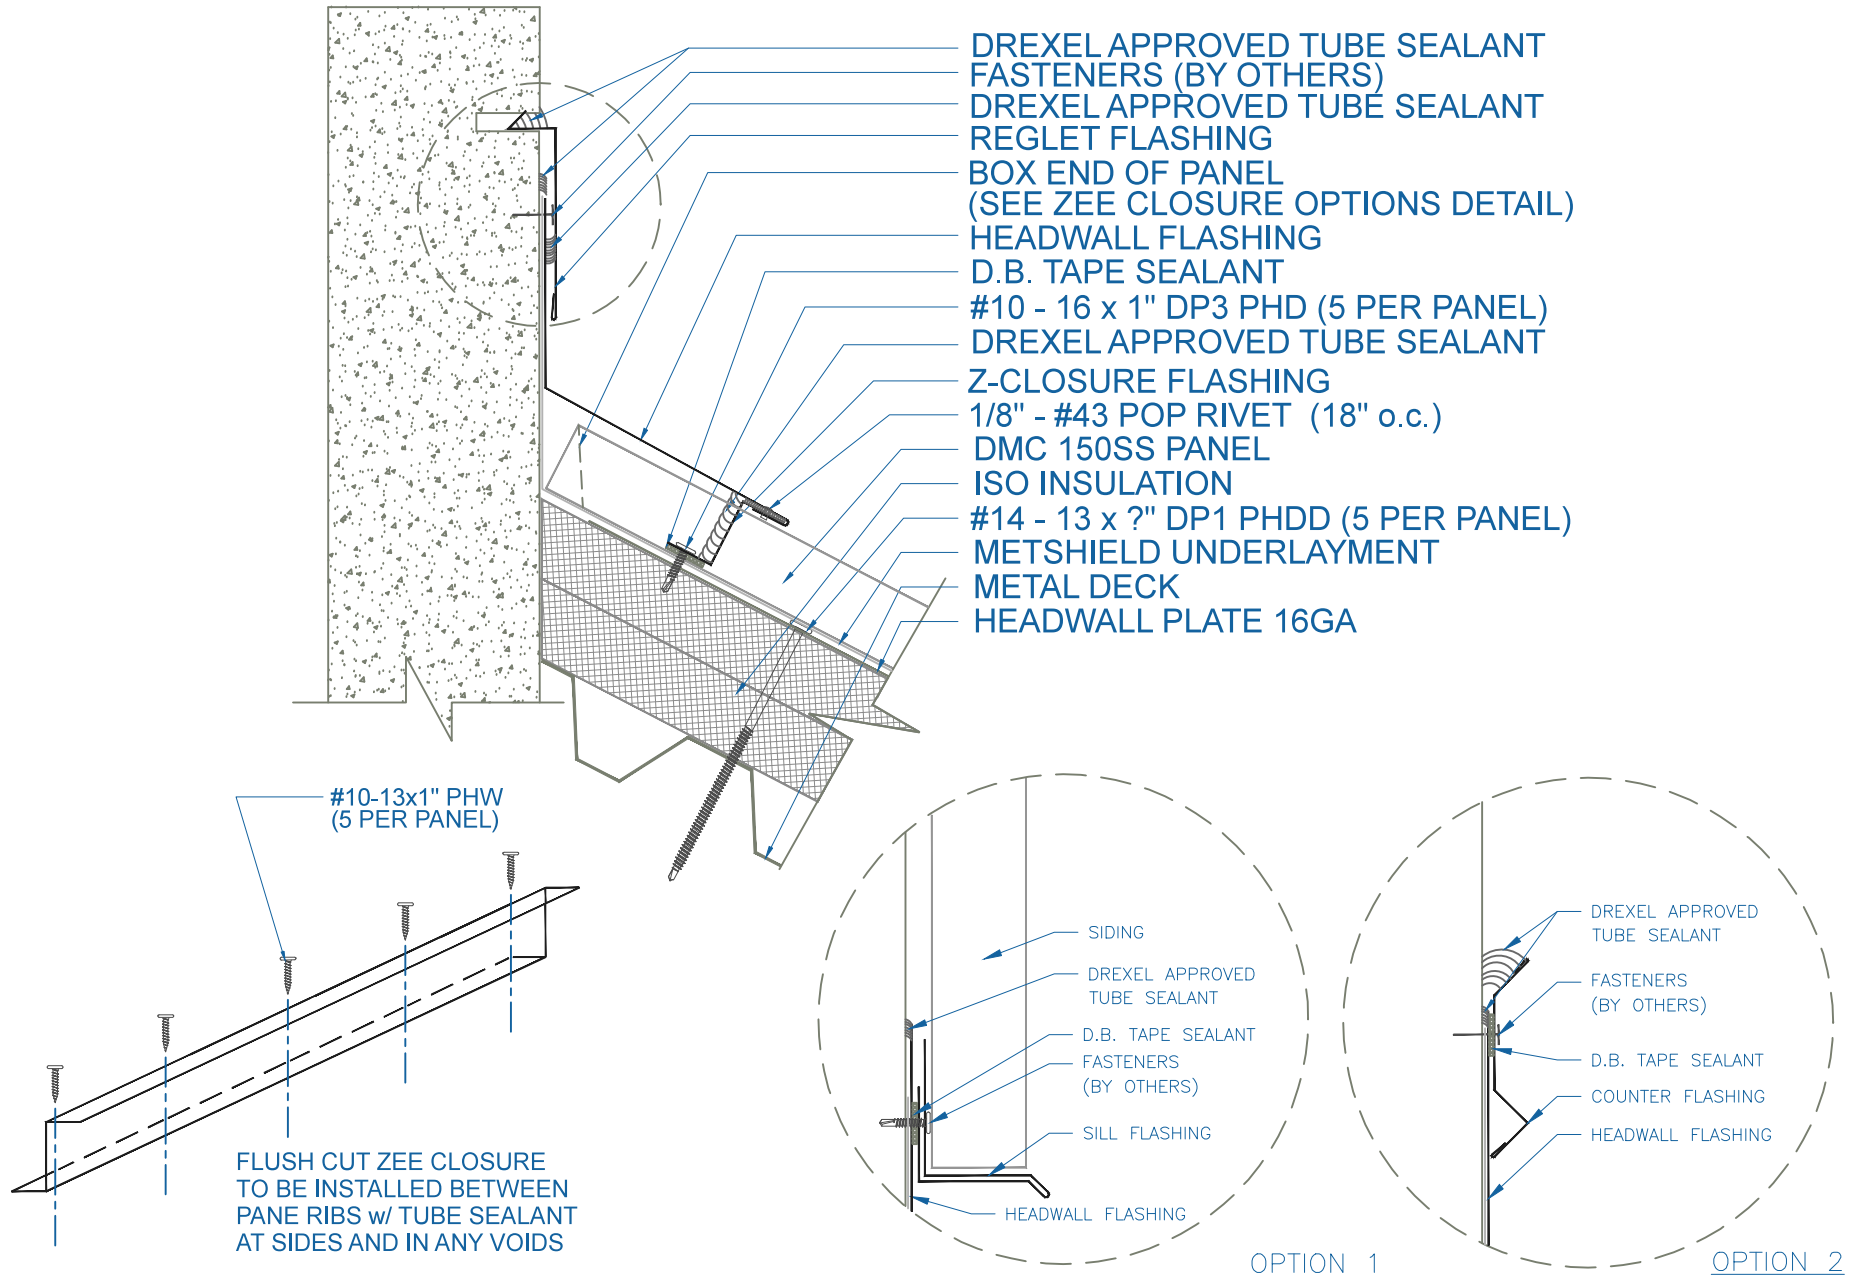 DREXEL APPROVED TUBE SEALANT
FASTENERS (BY OTHERS)
DREXEL APPROVED TUBE SEALANT
REGLET FLASHING
BOX END OF PANEL
(SEE ZEE CLOSURE OPTIONS DETAIL)
HEADWALL FLASHING
D.B. TAPE SEALANT
#10 - 16 x 1" DP3 PHD (5 PER PANEL)
DREXEL APPROVED TUBE SEALANT
Z-CLOSURE FLASHING
1/8" - #43 POP RIVET (18" o.c.)
DMC 150SS PANEL
ISO INSULATION
#14 - 13 x ?" DP1 PHDD (5 PER PANEL)
METSHIELD UNDERLAYMENT
METAL DECK
HEADWALL PLATE 16GA
#10-13x1" PHW
(5 PER PANEL)
FLUSH CUT ZEE CLOSURE
TO BE INSTALLED BETWEEN
PANE RIBS w/ TUBE SEALANT
AT SIDES AND IN ANY VOIDS
SIDING
DREXEL APPROVED
TUBE SEALANT
D.B. TAPE SEALANT
FASTENERS
(BY OTHERS)
SILL FLASHING
HEADWALL FLASHING
OPTION 1
DREXEL APPROVED
TUBE SEALANT
FASTENERS
(BY OTHERS)
D.B. TAPE SEALANT
COUNTER FLASHING
HEADWALL FLASHING
OPTION 2